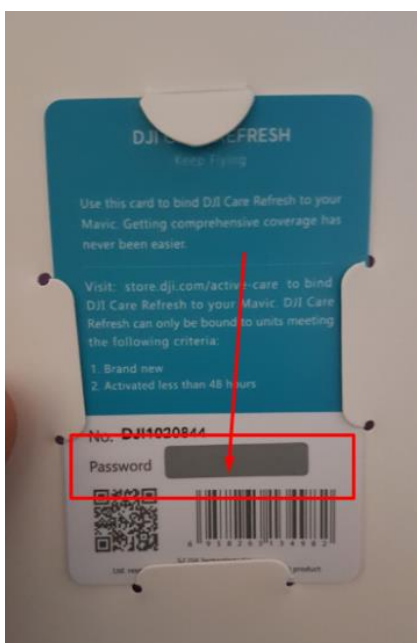 DJI REFRESH
Keep Flying
Use this card to bind DJI Care Refresh to your
Mavic. Getting comprehensive coverage has
never been easier.
Visit: store.dji.com/active-care to bind
DJI Care Refresh to your Mavic. DJI Care
Refresh can only be bound to units meeting
the following criteria:
1. Brand new
2. Activated less than 48 hours
No. DJI1020844
Password
product